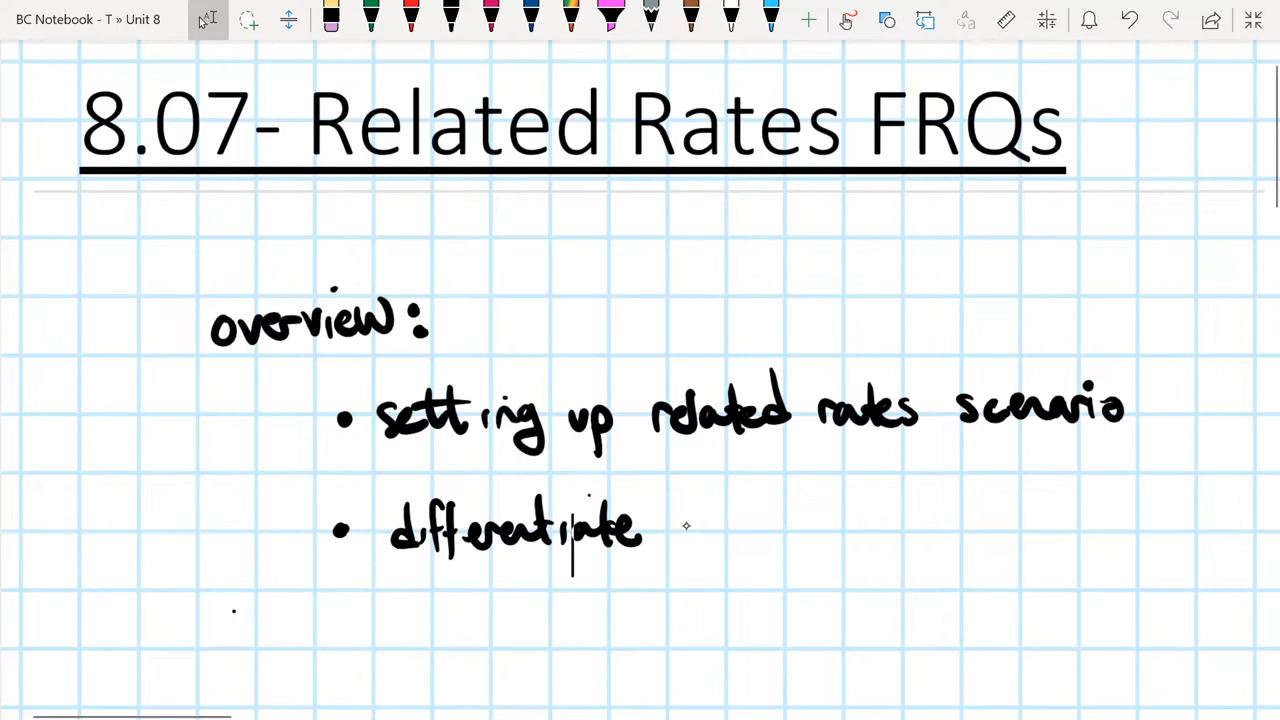 BC Notebook - T » Unit 8
8.07- Related Rates FRQs
overview:
• setting up related rates scenario
• differentiate